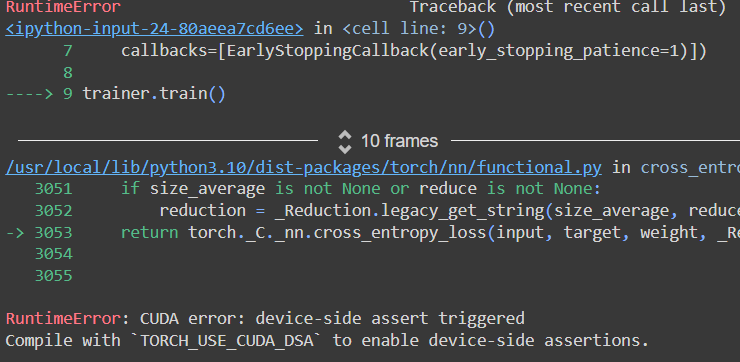 RuntimeError Traceback (most recent call last)
<ipython-input-24-80aeea7cd6ee> in <cell line: 9>()
7 callbacks=[EarlyStoppingCallback(early_stopping_patience=1)])
8
----> 9 trainer.train()
10 frames
/usr/local/lib/python3.10/dist-packages/torch/nn/functional.py in cross_entro
3051 if size_average is not None or reduce is not None:
3052 reduction = _Reduction.legacy_get_string(size_average, reduce
-> 3053 return torch._C._nn.cross_entropy_loss(input, target, weight, _Re
3054
3055
RuntimeError: CUDA error: device-side assert triggered
Compile with `TORCH_USE_CUDA_DSA` to enable device-side assertions.